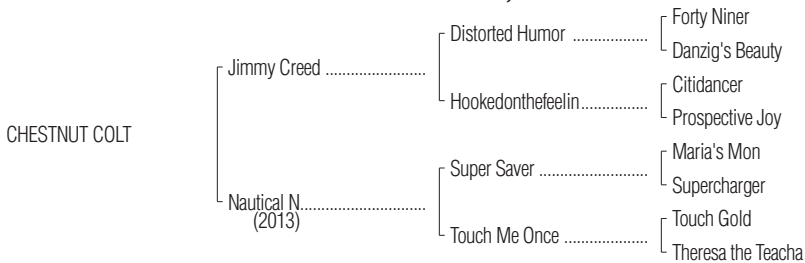 Forty Niner
Distorted Humor ..................
Danzig's Beauty
Jimmy Creed ........................
Citidancer
Hookedonthefeelin................
Prospective Joy
CHESTNUT COLT
Maria's Mon
Super Saver ..........................
Supercharger
Nautical N..............................
(2013)
Touch Gold
Touch Me Once ....................
Theresa the Teacha